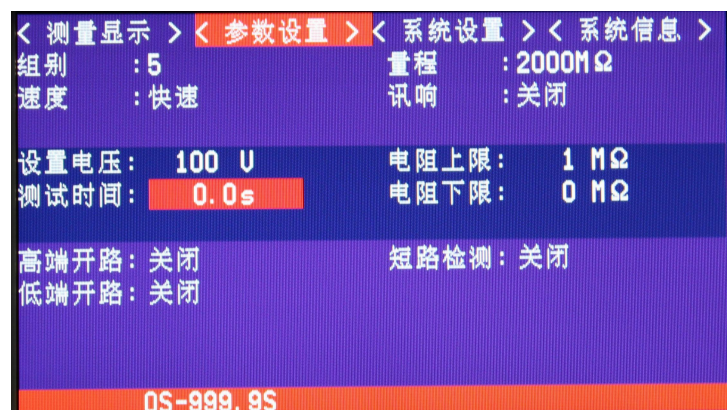 < 测量显示 > < 参数设置 > < 系统设置 > < 系统信息 >
组别 :5 量程 :2000MΩ
速度 :快速 讯响 :关闭
设置电压: 100 V 电阻上限: 1 MΩ
测试时间: 0.0s 电阻下限: 0 MΩ
高端开路:关闭 短路检测:关闭
低端开路:关闭
0S-999.9S